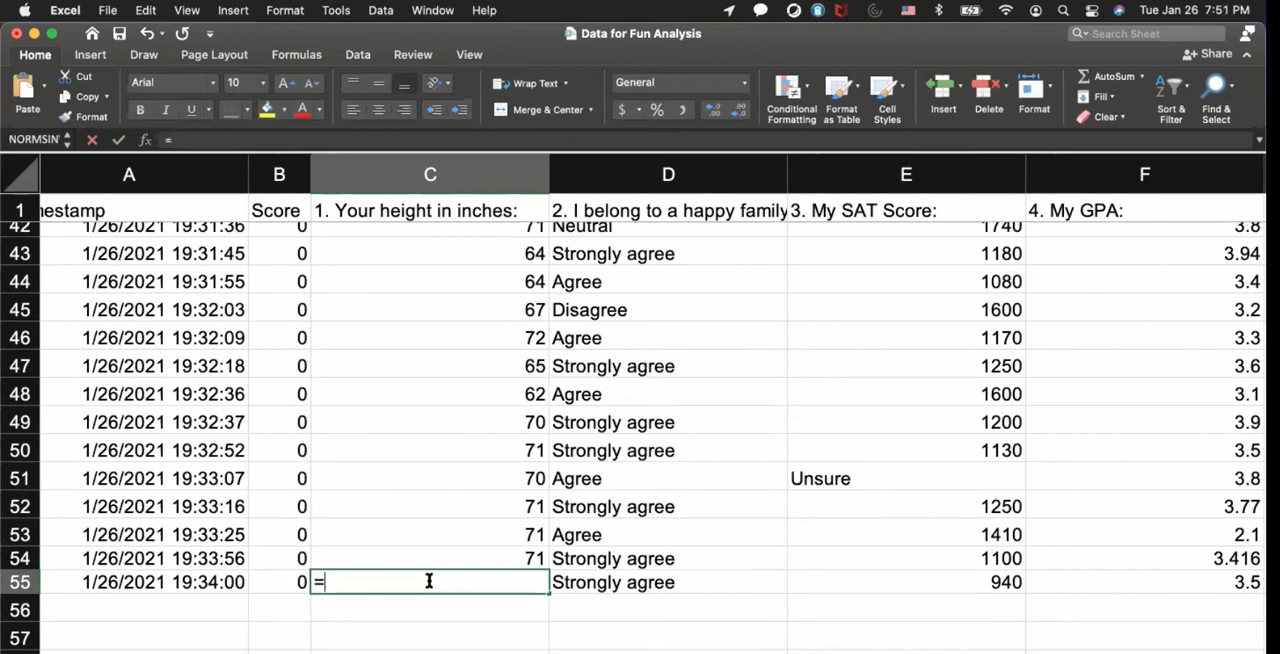 Excel File Edit View Insert Format Tools Data Window Help Tue Jan 26 7:51 PM
Data for Fun Analysis Search Sheet
Home Insert Draw Page Layout Formulas Data Review View Share
Paste Cut Copy Format Arial 10 A A B I U A Wrap Text Merge & Center General $ % Conditional Formatting Format as Table Cell Styles Insert Delete Format AutoSum Fill Clear Sort & Filter Find & Select
NORMSIN fx =
A B C D E F
1 estamp Score 1. Your height in inches: 2. I belong to a happy family 3. My SAT Score: 4. My GPA:
42 1/26/2021 19:31:36 0 71 Neutral 1740 3.8
43 1/26/2021 19:31:45 0 64 Strongly agree 1180 3.94
44 1/26/2021 19:31:55 0 64 Agree 1080 3.4
45 1/26/2021 19:32:03 0 67 Disagree 1600 3.2
46 1/26/2021 19:32:09 0 72 Agree 1170 3.3
47 1/26/2021 19:32:18 0 65 Strongly agree 1250 3.6
48 1/26/2021 19:32:36 0 62 Agree 1600 3.1
49 1/26/2021 19:32:37 0 70 Strongly agree 1200 3.9
50 1/26/2021 19:32:52 0 71 Strongly agree 1130 3.5
51 1/26/2021 19:33:07 0 70 Agree Unsure 3.8
52 1/26/2021 19:33:16 0 71 Strongly agree 1250 3.77
53 1/26/2021 19:33:25 0 71 Agree 1410 2.1
54 1/26/2021 19:33:56 0 71 Strongly agree 1100 3.416
55 1/26/2021 19:34:00 0 = Strongly agree 940 3.5
56
57